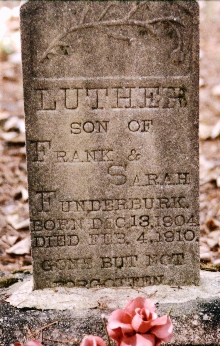 LUTHER
SON OF
FRANK &
SARAH
FUNDERBURK.
BORN DEC. 13, 1904
DIED FEB. 4, 1910.
GONE BUT NOT
FORGOTTEN